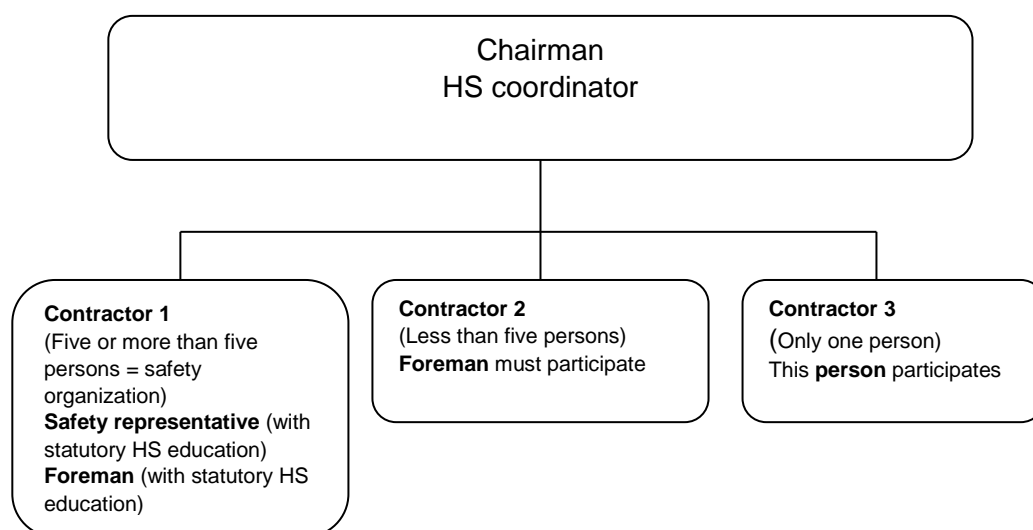 Chairman
HS coordinator
Contractor 1
(Five or more than five
persons = safety
organization)
Safety representative (with
statutory HS education)
Foreman (with statutory HS
education)
Contractor 2
(Less than five persons)
Foreman must participate
Contractor 3
(Only one person)
This person participates